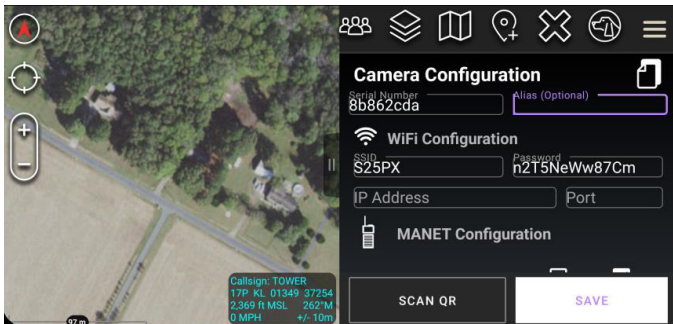 Camera Configuration
Serial Number
8b862cda
Alias (Optional)
WiFi Configuration
SSID
S25PX
Password
n2T5NeWw87Cm
IP Address
Port
MANET Configuration
SCAN QR
SAVE
Callsign: TOWER
17P KL 01349 37254
2,369 ft MSL 262°M
0 MPH +/- 10m
97 m